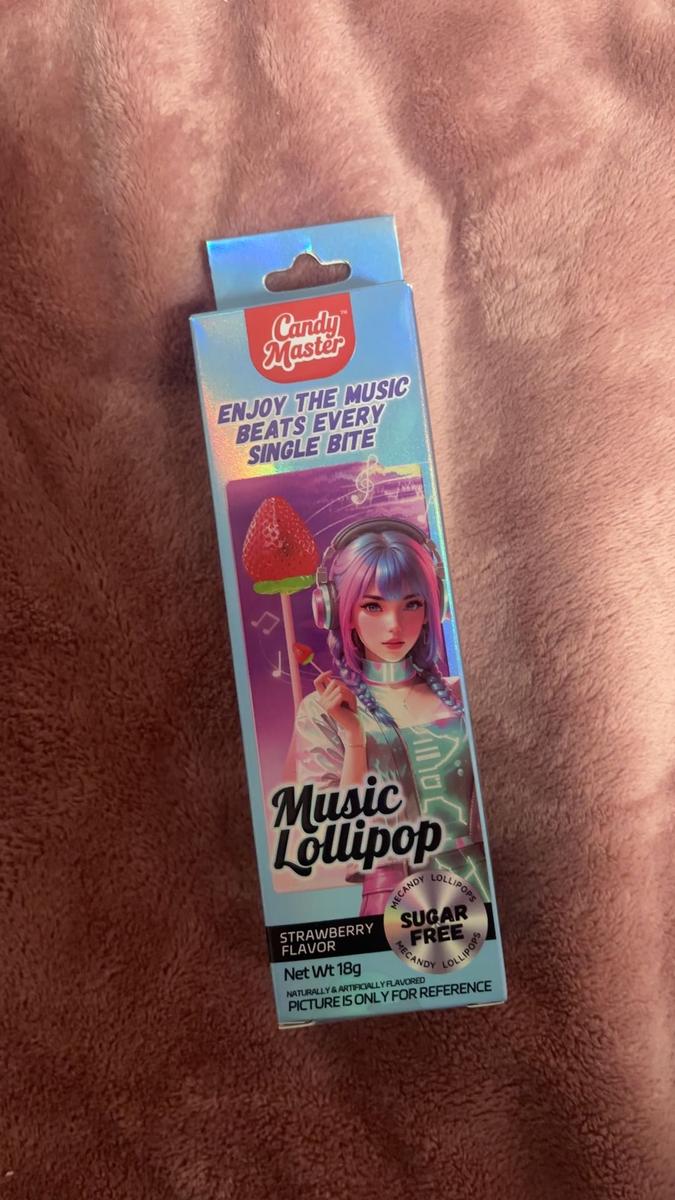 Candy
Master™
ENJOY THE MUSIC
BEATS EVERY
SINGLE BITE
Music
Lollipop
MECANDY LOLLIPOPS
SUGAR
FREE
MECANDY LOLLIPOPS
STRAWBERRY
FLAVOR
Net Wt 18g
NATURALLY & ARTIFICIALLY FLAVORED
PICTURE IS ONLY FOR REFERENCE